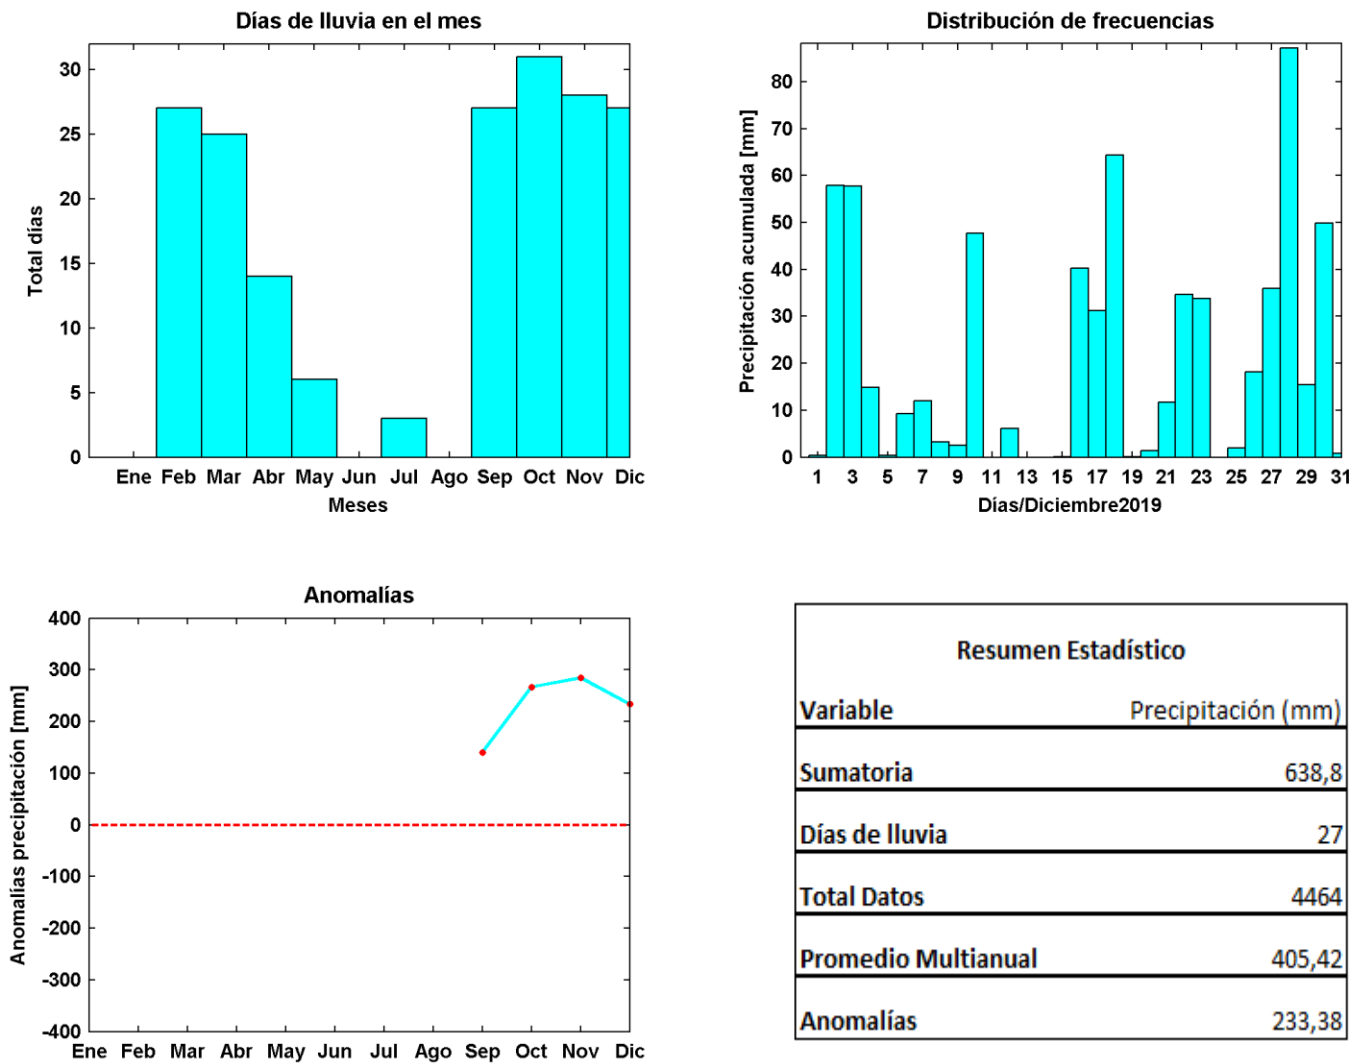 Días de lluvia en el mes
Total días
30
25
20
15
10
5
0
Ene Feb Mar Abr May Jun Jul Ago Sep Oct Nov Dic
Meses
Distribución de frecuencias
Precipitación acumulada [mm]
80
70
60
50
40
30
20
10
0
1 3 5 7 9 11 13 15 17 19 21 23 25 27 29 31
Días/Diciembre2019
Anomalías
Anomalías precipitación [mm]
400
300
200
100
0
-100
-200
-300
-400
Ene Feb Mar Abr May Jun Jul Ago Sep Oct Nov Dic
Resumen Estadístico
Variable Precipitación (mm)
Sumatoria 638,8
Días de lluvia 27
Total Datos 4464
Promedio Multianual 405,42
Anomalías 233,38